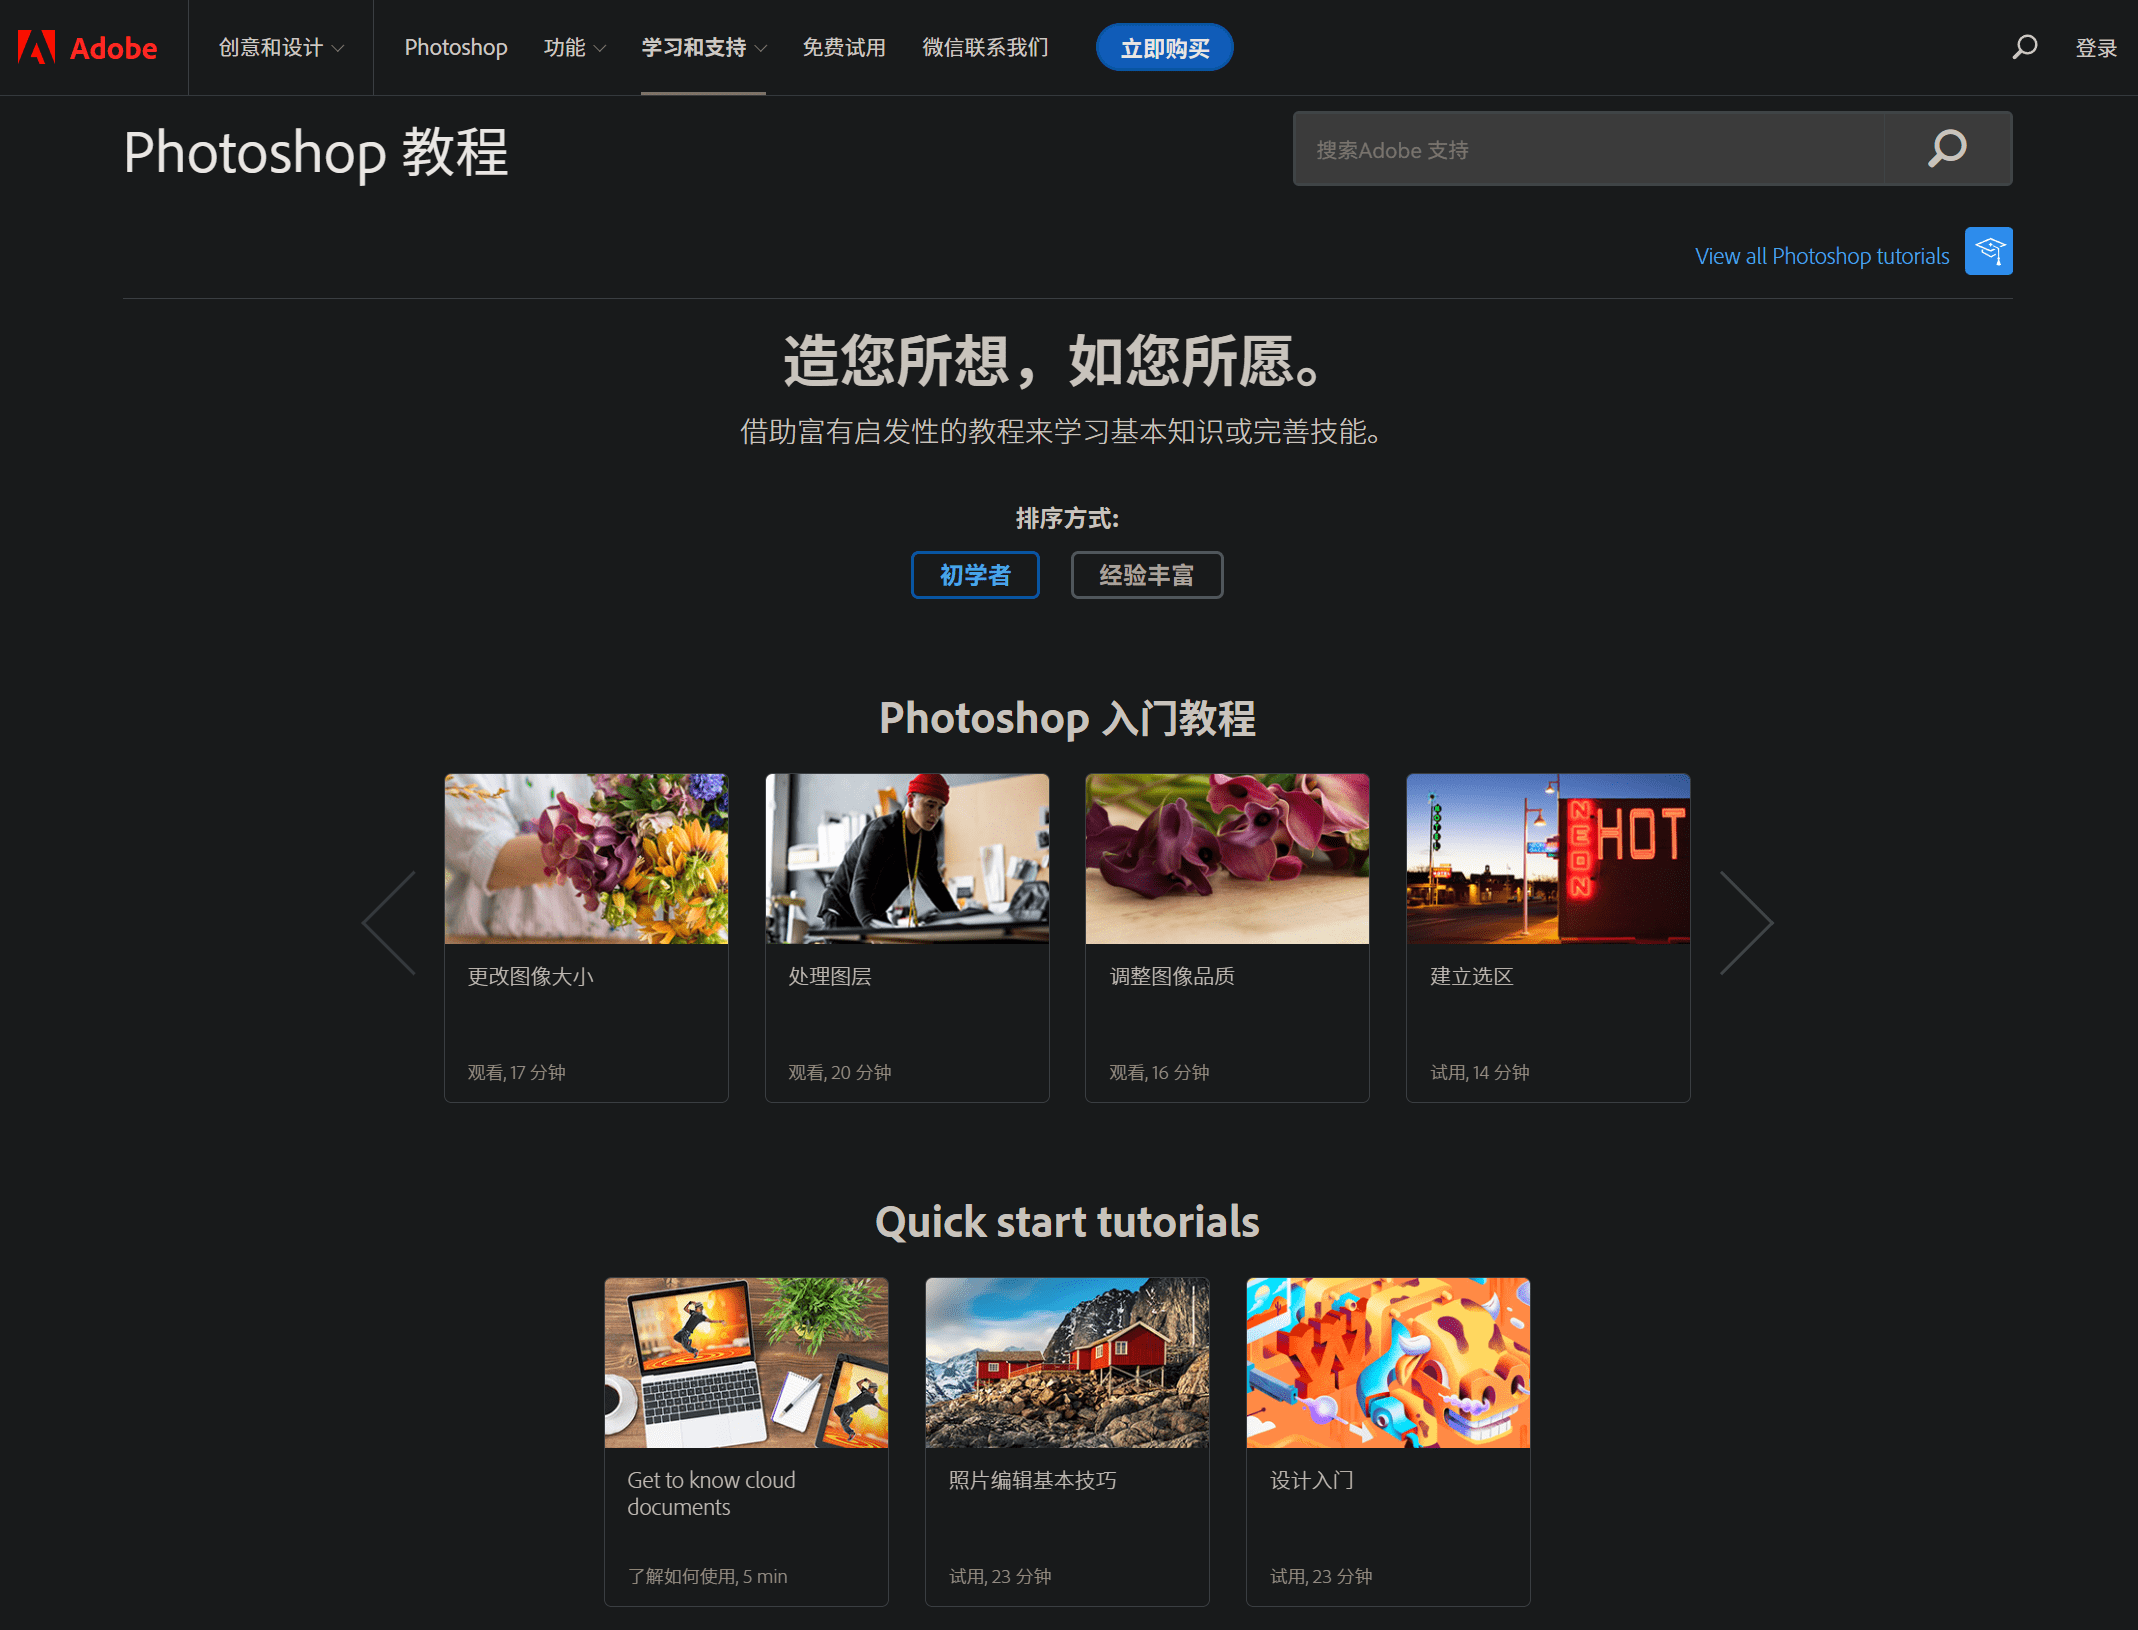 Adobe
创意和设计
Photoshop
功能
学习和支持
免费试用
微信联系我们
立即购买
登录
Photoshop 教程
搜索Adobe 支持
View all Photoshop tutorials
造您所想，如您所愿。
借助富有启发性的教程来学习基本知识或完善技能。
排序方式:
初学者
经验丰富
Photoshop 入门教程
NEON
HOT
更改图像大小
处理图层
调整图像品质
建立选区
观看, 17 分钟
观看, 20 分钟
观看, 16 分钟
试用, 14 分钟
Quick start tutorials
Get to know cloud
documents
照片编辑基本技巧
设计入门
了解如何使用, 5 min
试用, 23 分钟
试用, 23 分钟